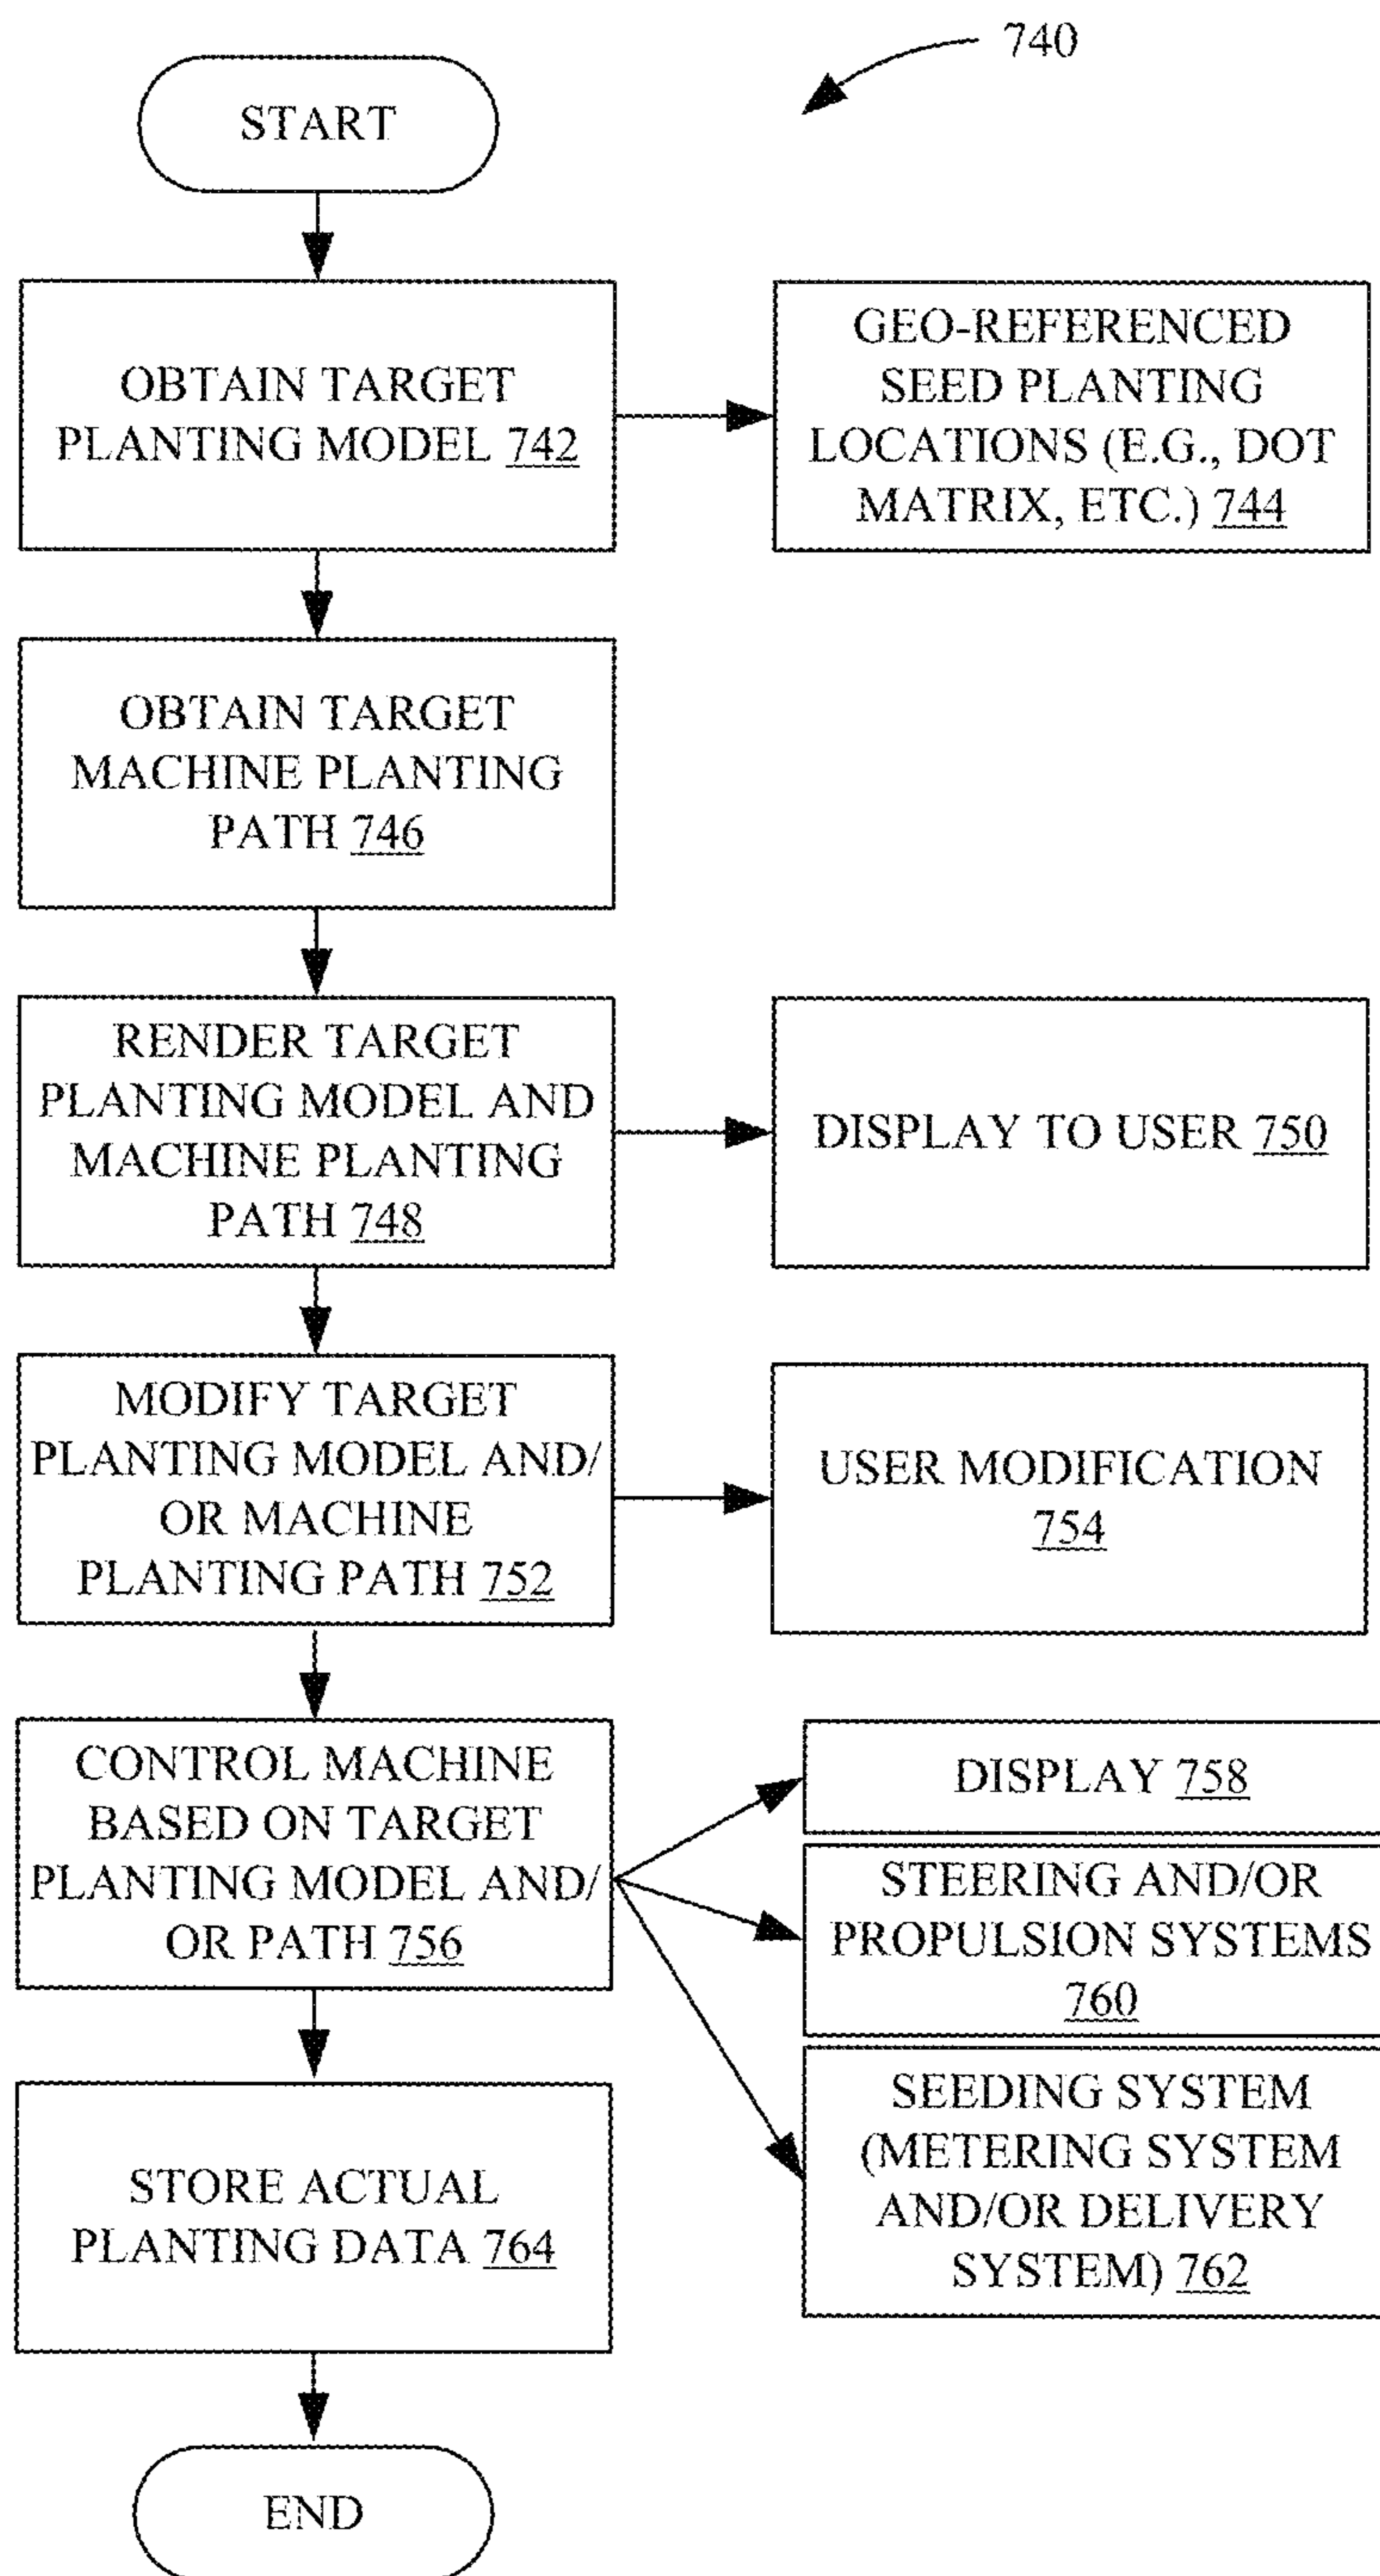 740
START
OBTAIN TARGET
PLANTING MODEL 742
GEO-REFERENCED
SEED PLANTING
LOCATIONS (E.G., DOT
MATRIX, ETC.) 744
OBTAIN TARGET
MACHINE PLANTING
PATH 746
RENDER TARGET
PLANTING MODEL AND
MACHINE PLANTING
PATH 748
DISPLAY TO USER 750
MODIFY TARGET
PLANTING MODEL AND/
OR MACHINE
PLANTING PATH 752
USER MODIFICATION
754
CONTROL MACHINE
BASED ON TARGET
PLANTING MODEL AND/
OR PATH 756
DISPLAY 758
STEERING AND/OR
PROPULSION SYSTEMS
760
SEEDING SYSTEM
(METERING SYSTEM
AND/OR DELIVERY
SYSTEM) 762
STORE ACTUAL
PLANTING DATA 764
END